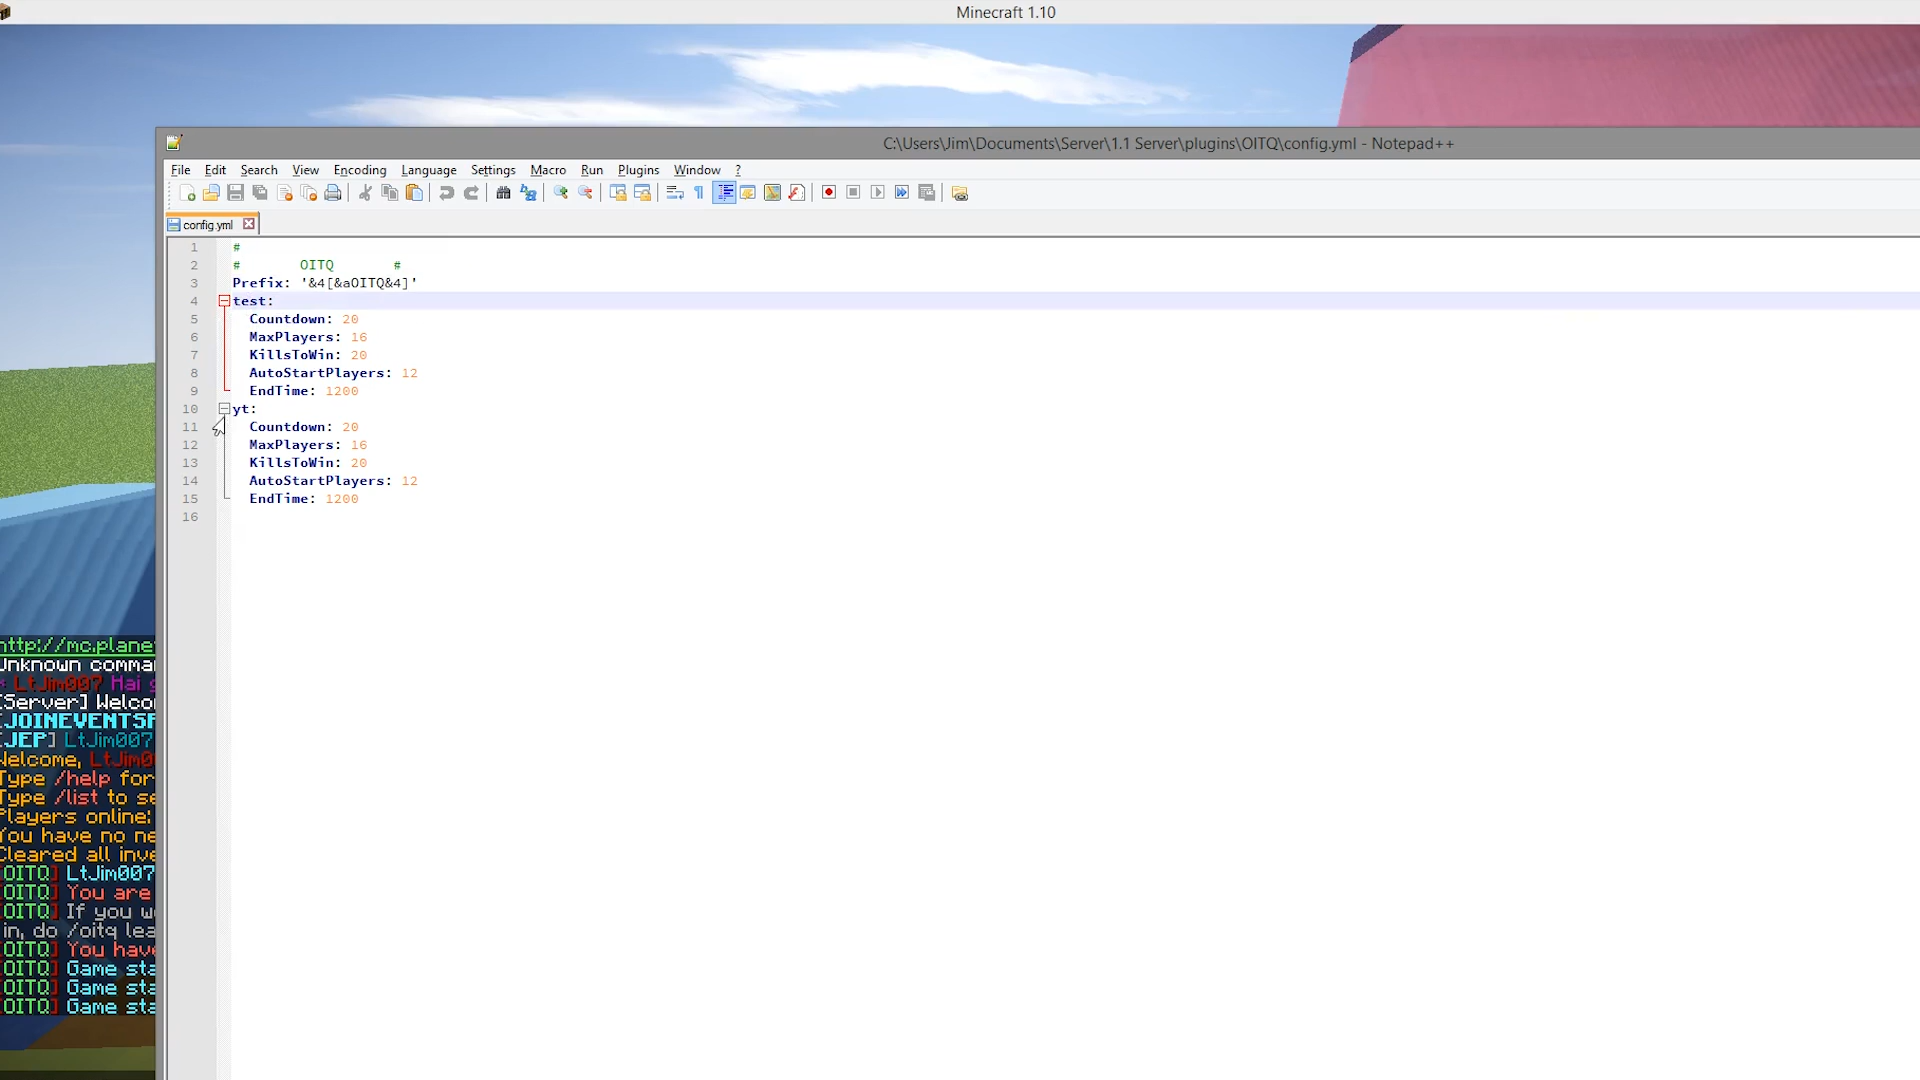 Minecraft 1.10
C:\Users\Jim\Documents\Server\1.1 Server\plugins\OITQ\config.yml - Notepad++
File Edit Search View Encoding Language Settings Macro Run Plugins Window ?
config.yml
1 #
2 # OITQ #
3 Prefix: '&4[&aOITQ&4]'
4 test:
5 Countdown: 20
6 MaxPlayers: 16
7 KillsToWin: 20
8 AutoStartPlayers: 12
9 EndTime: 1200
10 yt:
11 Countdown: 20
12 MaxPlayers: 16
13 KillsToWin: 20
14 AutoStartPlayers: 12
15 EndTime: 1200
16
http://mc.plane
Unknown comma
* LtJim007 Hai
[Server] Welco
[JOINEVENTSP
[JEP] LtJim007
Welcome, LtJim0
Type /help for
Type /list to se
Players online:
You have no ne
Cleared all inve
[OITQ] LtJim007
[OITQ] You are
[OITQ] If you w
in, do /oitq lea
[OITQ] You have
[OITQ] Game sta
[OITQ] Game sta
[OITQ] Game sta